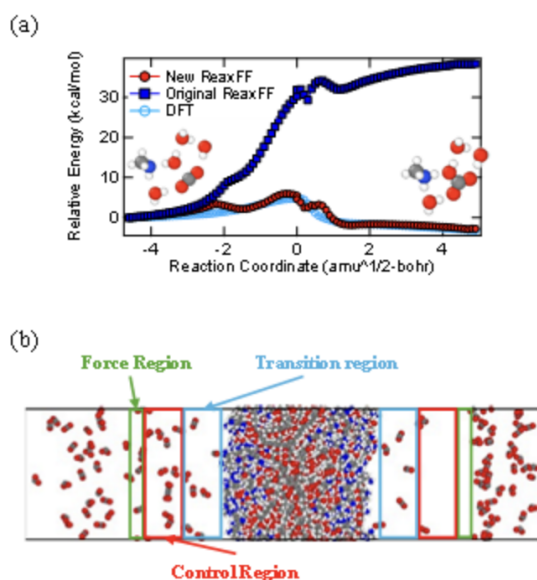 (a)
New ReaxFF
Original ReaxFF
DFT
Relative Energy (kcal/mol)
30
20
10
0
-4
-2
0
2
4
Reaction Coordinate (amu^1/2-bohr)
(b)
Force Region
Transition region
Control Region